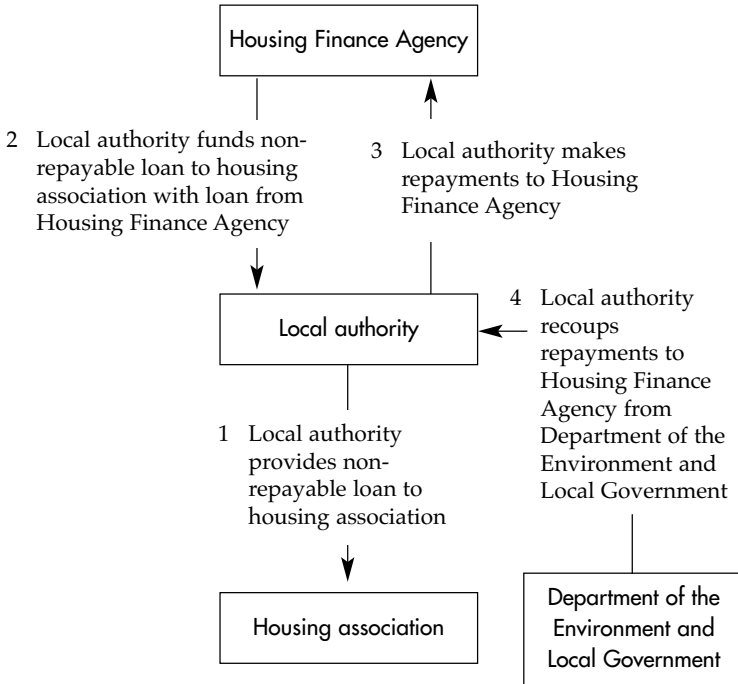 Housing Finance Agency
2 Local authority funds non-
repayable loan to housing
association with loan from
Housing Finance Agency
3 Local authority makes
repayments to Housing
Finance Agency
Local authority
4 Local authority
recoups
repayments to
Housing Finance
Agency from
Department of the
Environment and
Local Government
1 Local authority
provides non-
repayable loan to
housing association
Housing association
Department of the
Environment and
Local Government